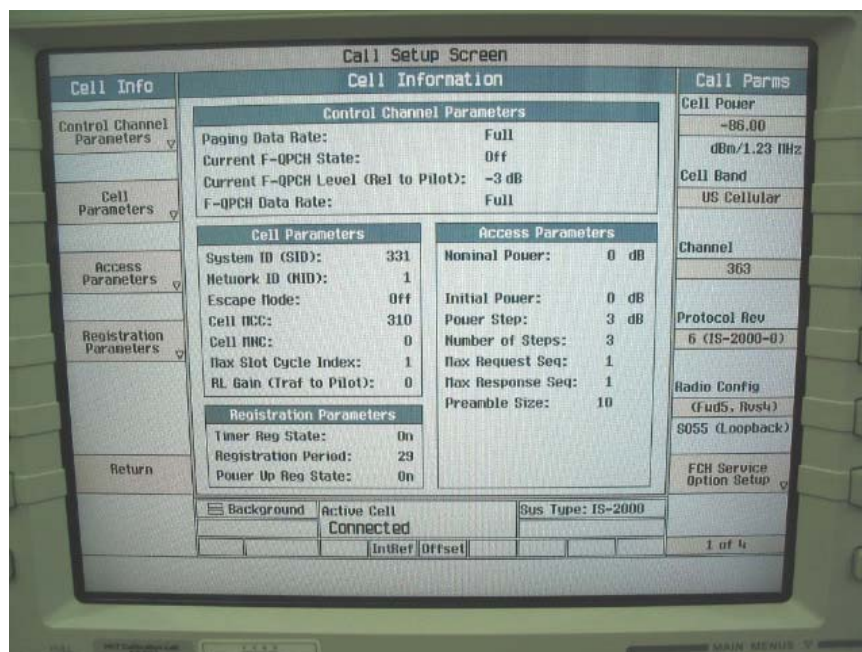 Call Setup Screen
Cell Info
Control Channel
Parameters
Cell
Parameters
Access
Parameters
Registration
Parameters
Return
Cell Information
Control Channel Parameters
Paging Data Rate: Full
Current F-QPCH State: Off
Current F-QPCH Level (Rel to Pilot): -3 dB
F-QPCH Data Rate: Full
Cell Parameters
System ID (SID): 331
Network ID (NID): 1
Escape Mode: Off
Cell MCC: 310
Cell MNC: 0
Max Slot Cycle Index: 1
RL Gain (Traf to Pilot): 0
Registration Parameters
Timer Reg State: On
Registration Period: 29
Power Up Reg State: On
Access Parameters
Nominal Power: 0 dB
Initial Power: 0 dB
Power Step: 3 dB
Number of Steps: 3
Max Request Seq: 1
Max Response Seq: 1
Preamble Size: 10
Background
Active Cell
Connected
Sys Type: IS-2000
IntRef Offset
Call Parms
Cell Power
-86.00
dBm/1.23 MHz
Cell Band
US Cellular
Channel
363
Protocol Rev
6 (IS-2000-0)
Radio Config
(Fwd5, Rvs4)
SO55 (Loopback)
FCH Service
Option Setup
1 of 4
MAIN MENUS